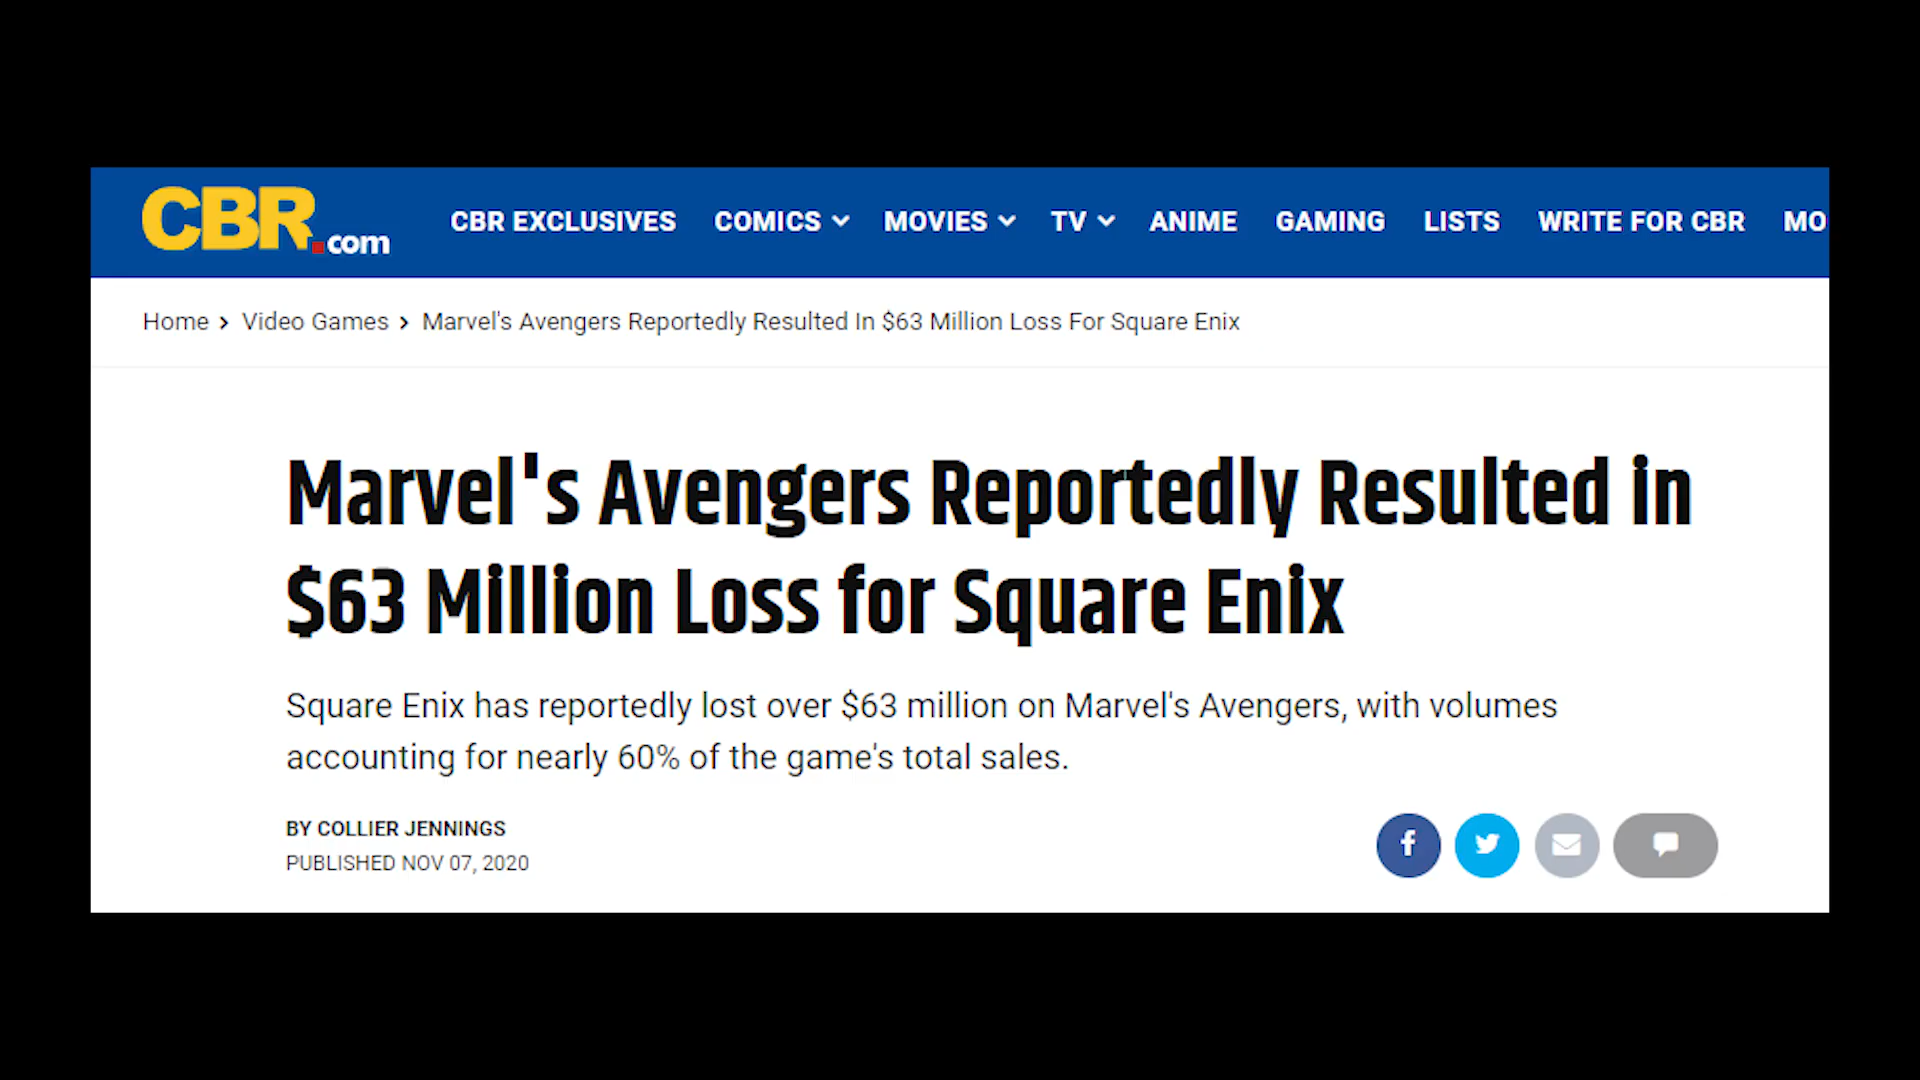 CBR.com
CBR EXCLUSIVES COMICS MOVIES TV ANIME GAMING LISTS WRITE FOR CBR MO
Home > Video Games > Marvel's Avengers Reportedly Resulted In $63 Million Loss For Square Enix
Marvel's Avengers Reportedly Resulted in
$63 Million Loss for Square Enix
Square Enix has reportedly lost over $63 million on Marvel's Avengers, with volumes
accounting for nearly 60% of the game's total sales.
BY COLLIER JENNINGS
PUBLISHED NOV 07, 2020